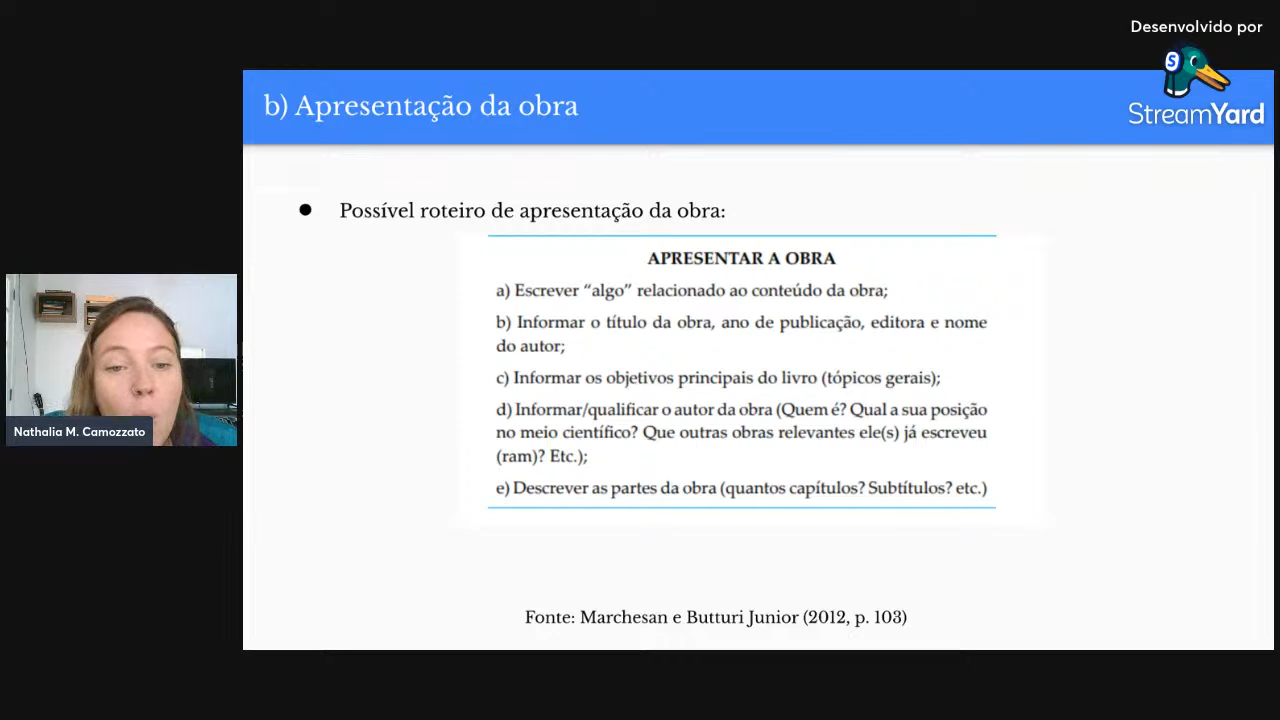 Desenvolvido por
StreamYard
b) Apresentação da obra
● Possível roteiro de apresentação da obra:
APRESENTAR A OBRA
a) Escrever “algo” relacionado ao conteúdo da obra;
b) Informar o título da obra, ano de publicação, editora e nome
do autor;
c) Informar os objetivos principais do livro (tópicos gerais);
d) Informar/qualificar o autor da obra (Quem é? Qual a sua posição
no meio científico? Que outras obras relevantes ele(s) já escreveu
(ram)? Etc.);
e) Descrever as partes da obra (quantos capítulos? Subtítulos? etc.)
Nathalia M. Camozzato
Fonte: Marchesan e Butturi Junior (2012, p. 103)